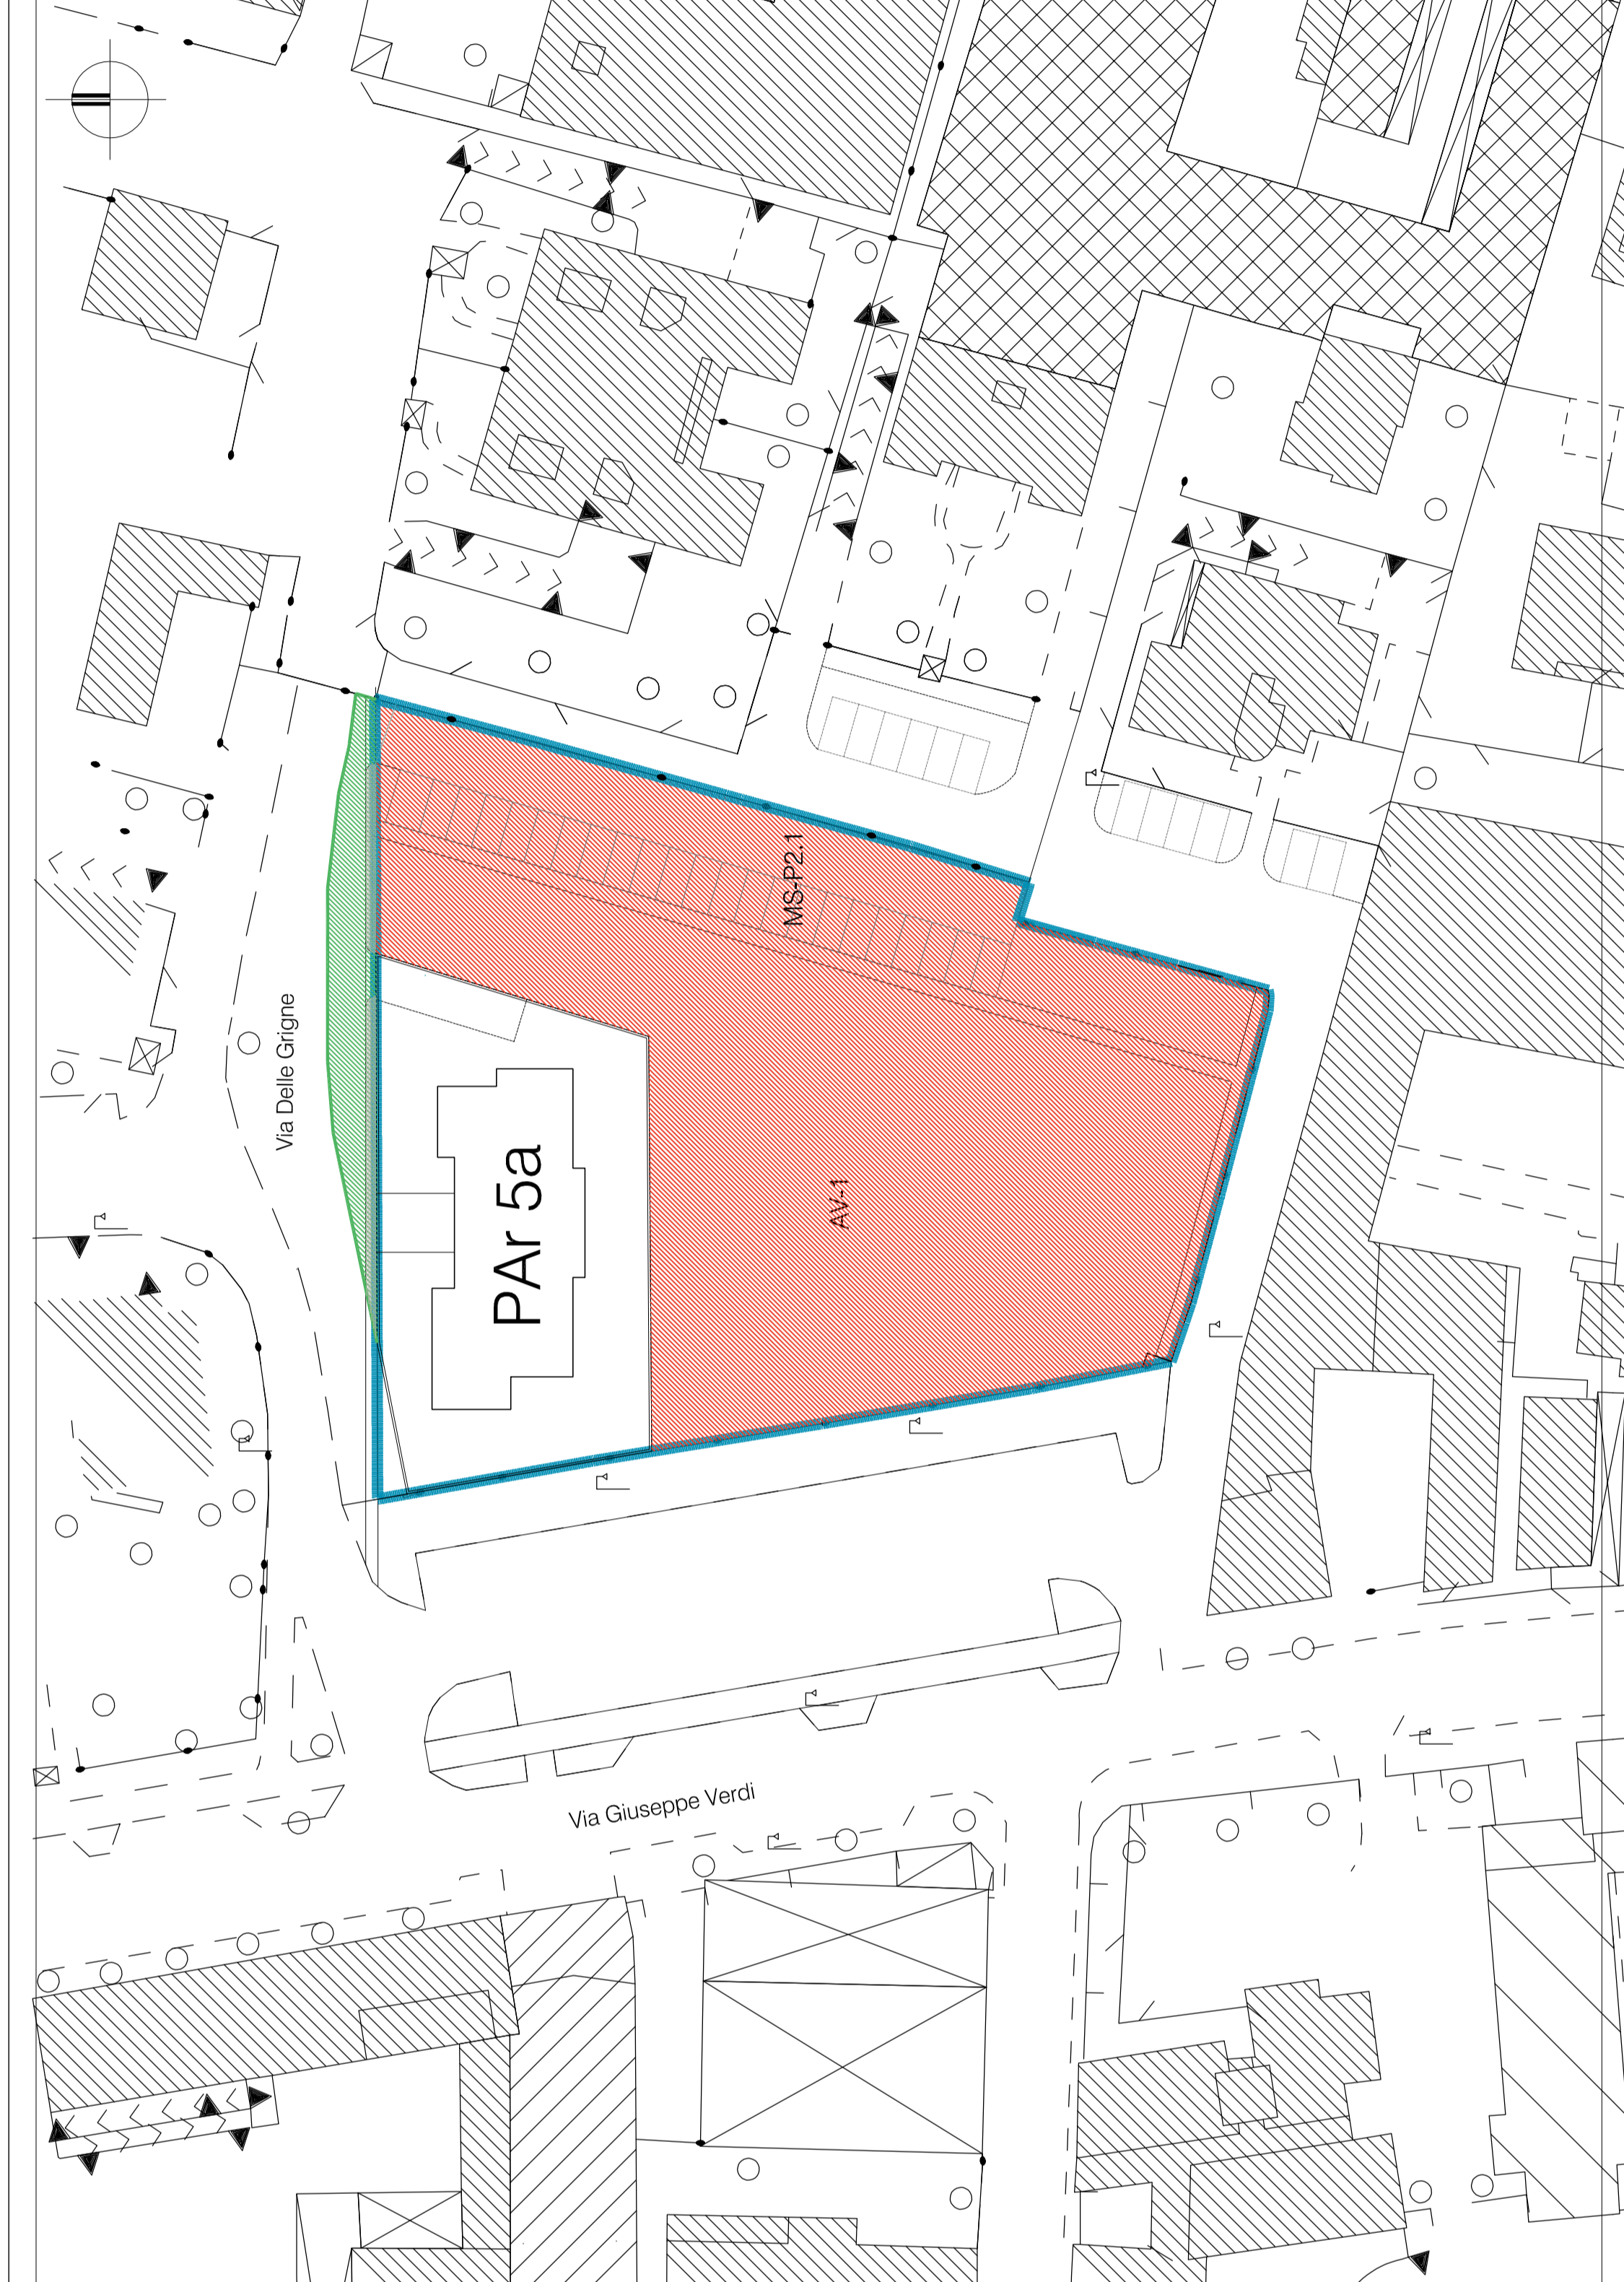 MS-P2.1
Via Delle Grigne
PAr 5a
AV-1
Via Giuseppe Verdi